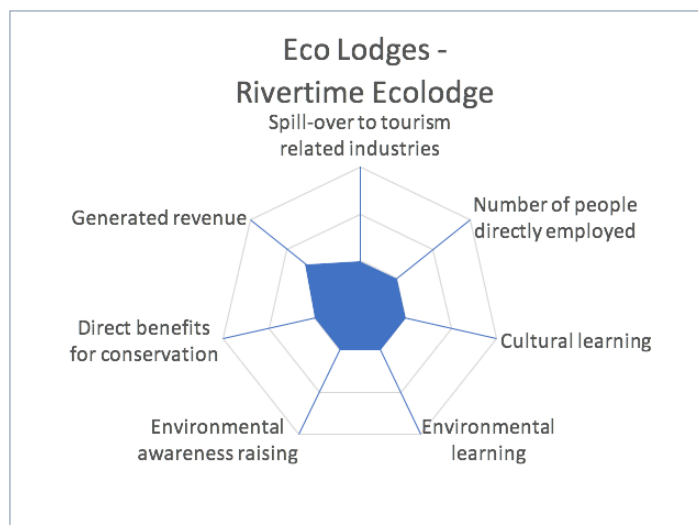 Eco Lodges -
Rivertime Ecolodge
Spill-over to tourism
related industries
Number of people
directly employed
Cultural learning
Environmental
learning
Environmental
awareness raising
Direct benefits
for conservation
Generated revenue